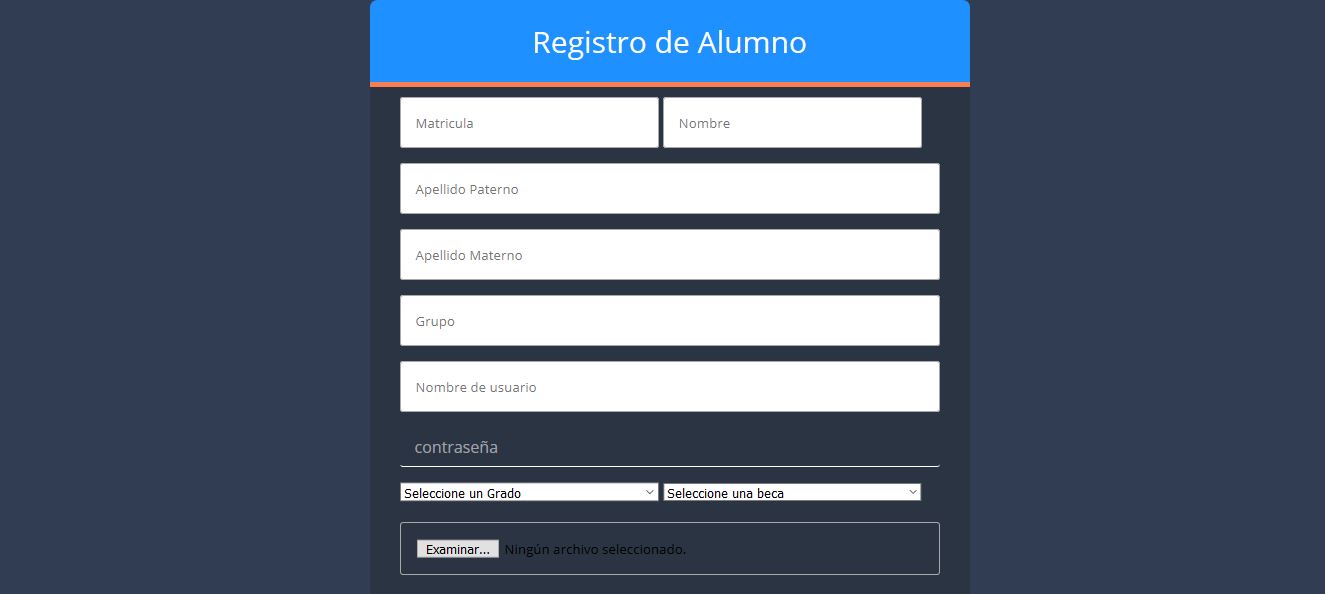 Registro de Alumno
Matricula Nombre
Apellido Paterno
Apellido Materno
Grupo
Nombre de usuario
contraseña
Seleccione un Grado Seleccione una beca
Examinar... Ningún archivo seleccionado.